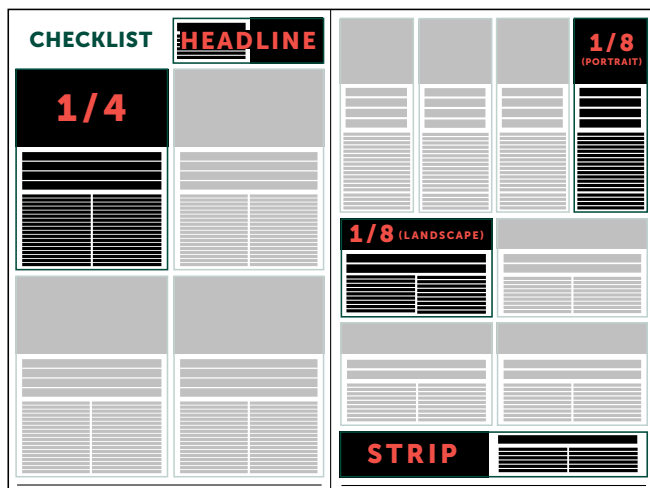 CHECKLIST
HEADLINE
1/4
1/8
(PORTRAIT)
1/8 (LANDSCAPE)
STRIP